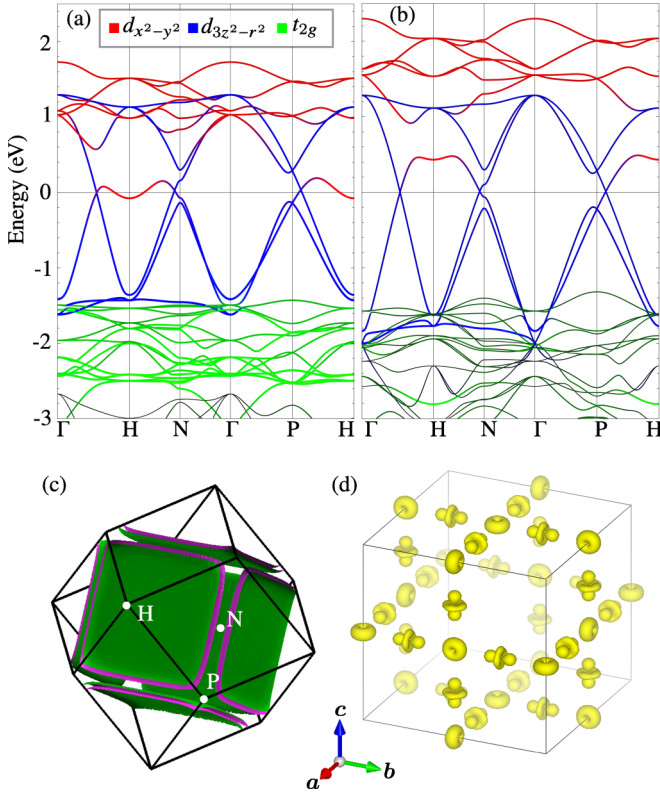 (a)
d_{x²−y²} d_{3z²−r²} t_{2g}
(b)
Energy (eV)
2
1
0
-1
-2
-3
Γ H N Γ P H
Γ H N Γ P H
(c)
H
N
P
(d)
c
a
b